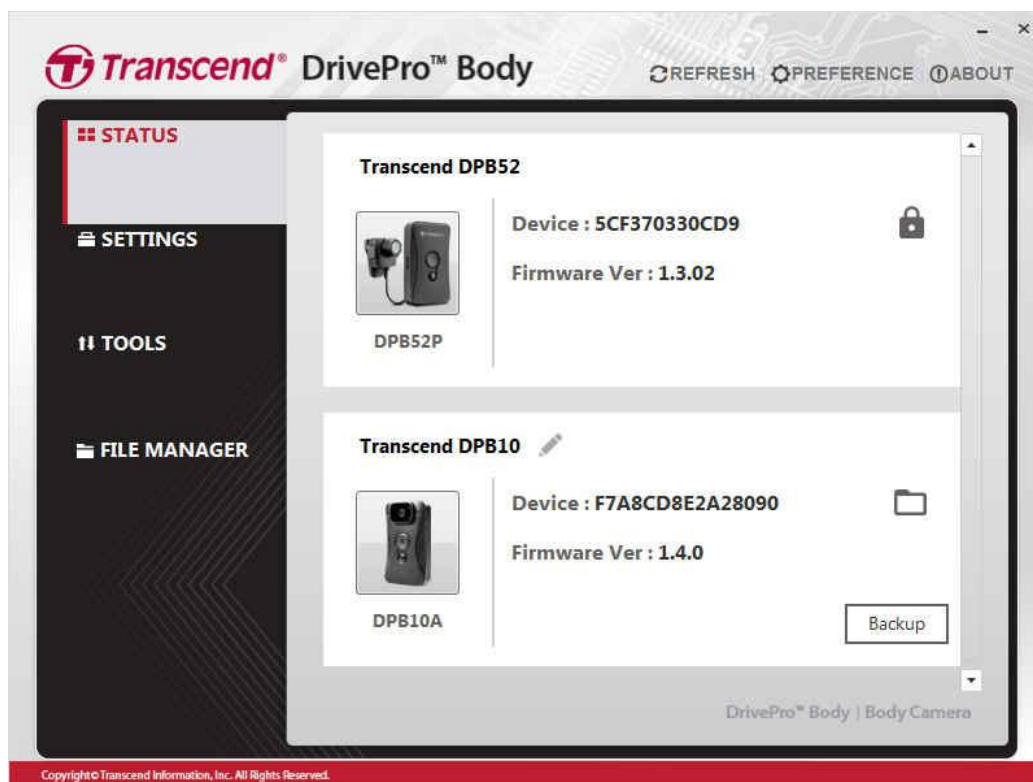 Transcend® DrivePro™ Body
REFRESH PREFERENCE ABOUT
STATUS
SETTINGS
TOOLS
FILE MANAGER
Transcend DPB52
Device : 5CF370330CD9
Firmware Ver : 1.3.02
DPB52P
Transcend DPB10
Device : F7A8CD8E2A28090
Firmware Ver : 1.4.0
DPB10A
Backup
DrivePro™ Body | Body Camera
Copyright© Transcend Information, Inc. All Rights Reserved.